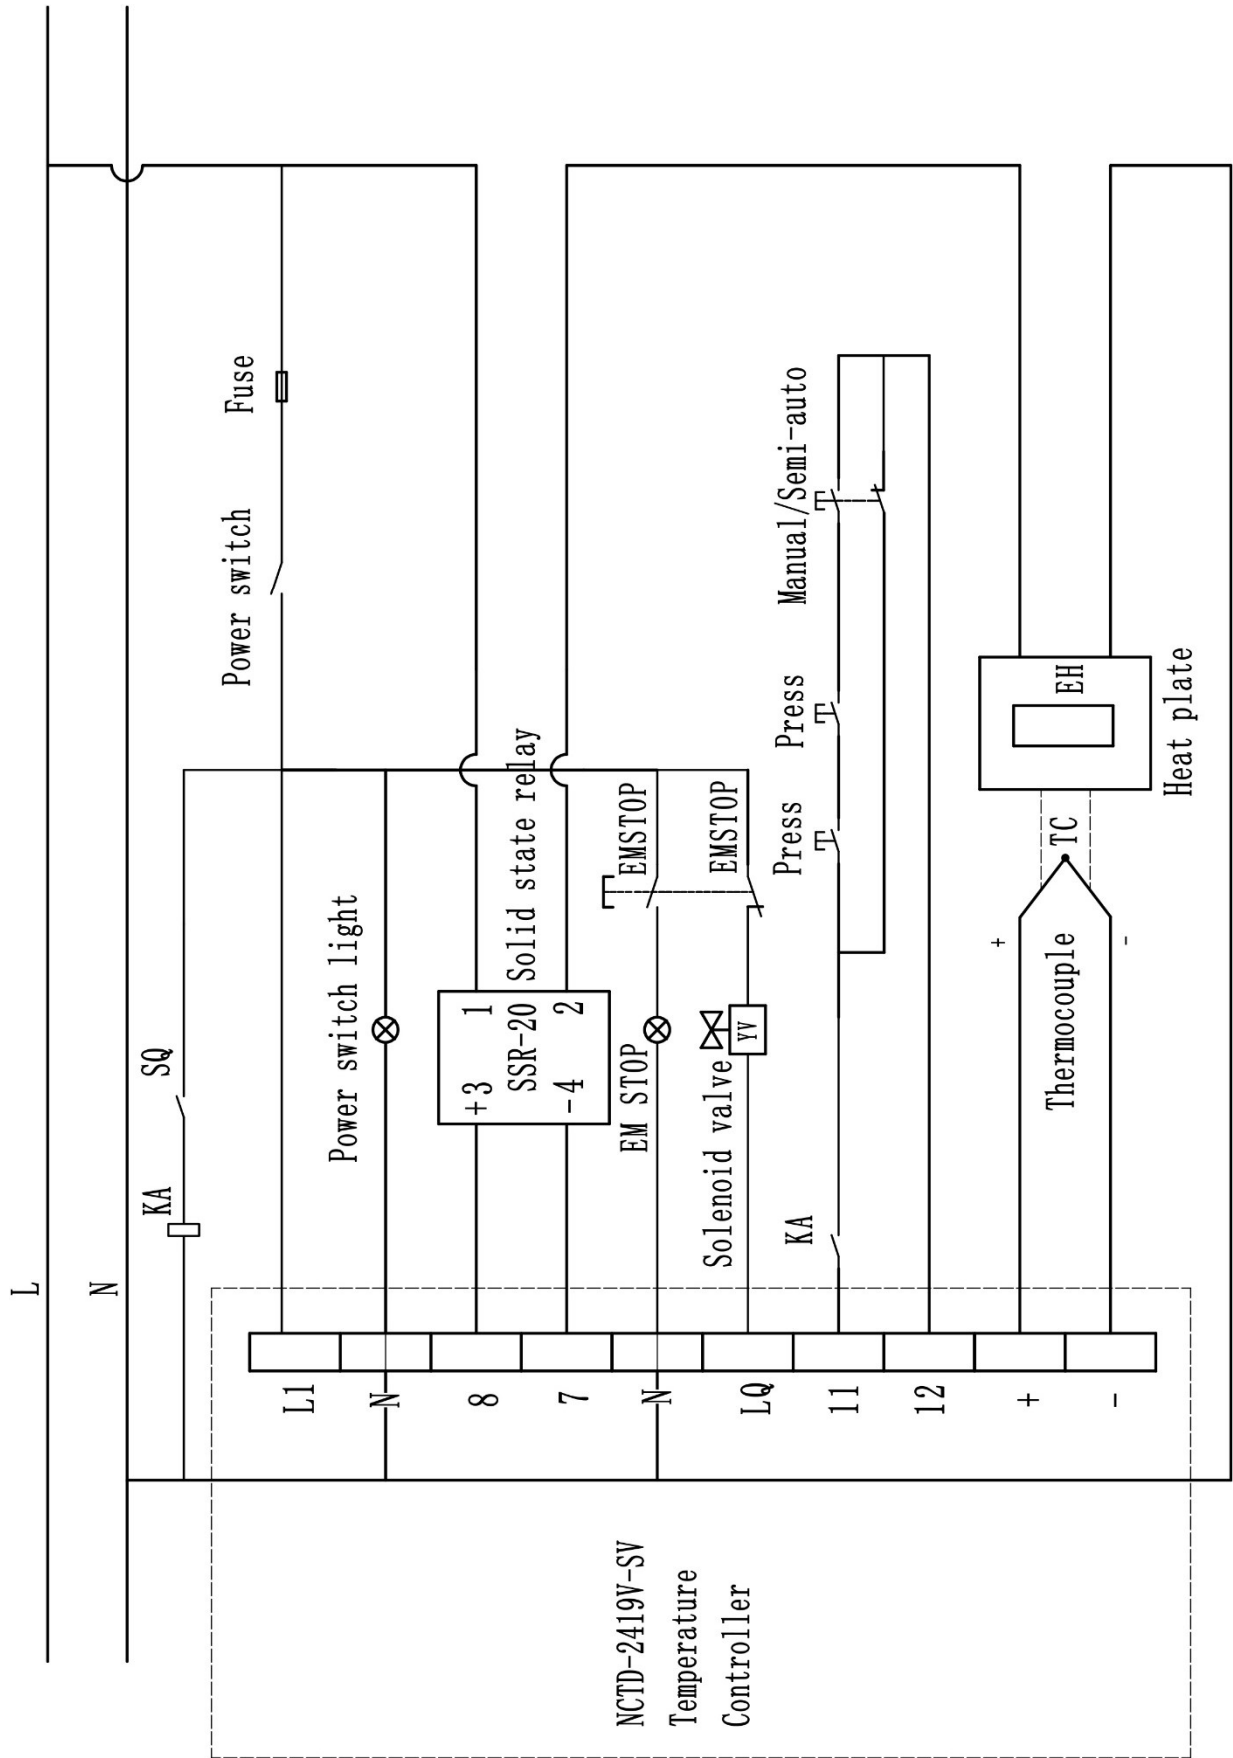 L
N
KA
SQ
Power switch
Fuse
Power switch light
L1
N
8
7
N
LQ
11
12
+
-
+3
1
SSR-20
-4
2
Solid state relay
EM STOP
EMSTOP
EMSTOP
Solenoid valve
YV
KA
Press
Press
Manual/Semi-auto
Thermocouple
+
-
TC
EH
Heat plate
NCTD-2419V-SV
Temperature
Controller